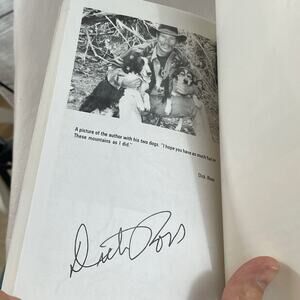 A picture of the author with his two dogs. "I hope you have as much fun in
These mountains as I did."
Dick
Dick Ross